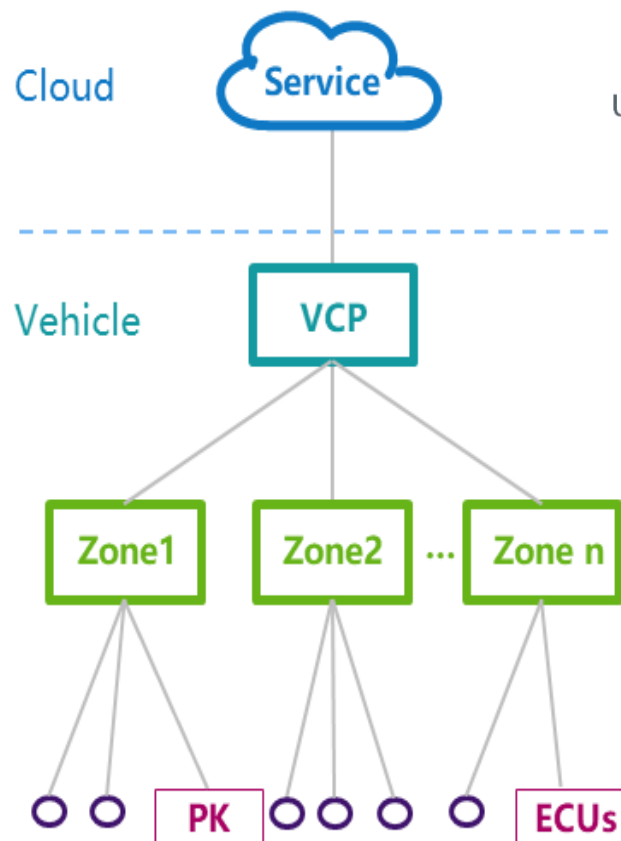 Cloud
Service
Vehicle
VCP
Zone1
Zone2
...
Zone n
PK
ECUs